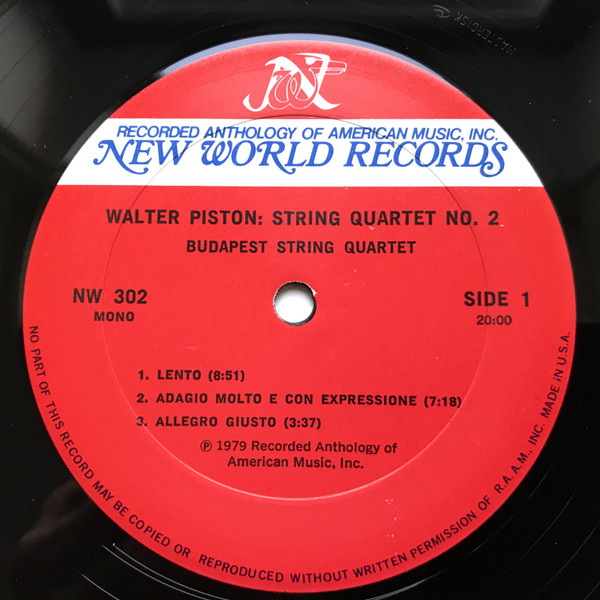 MASTERDISK
NW
RECORDED ANTHOLOGY OF AMERICAN MUSIC, INC.
NEW WORLD RECORDS
WALTER PISTON: STRING QUARTET NO. 2
BUDAPEST STRING QUARTET
NW 302
MONO
SIDE 1
20:00
1. LENTO (8:51)
2. ADAGIO MOLTO E CON EXPRESSIONE (7:18)
3. ALLEGRO GIUSTO (3:37)
℗ 1979 Recorded Anthology of
American Music, Inc.
NO PART OF THIS RECORD MAY BE COPIED OR REPRODUCED WITHOUT WRITTEN PERMISSION OF R.A.A.M., INC. MADE IN U.S.A.